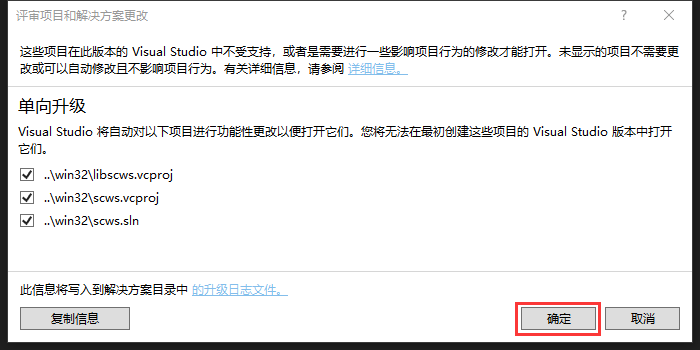 评审项目和解决方案更改
这些项目在此版本的 Visual Studio 中不受支持，或者是需要进行一些影响项目行为的修改才能打开。未显示的项目不需要更
改或可以自动修改且不影响项目行为。有关详细信息，请参阅 详细信息。
单向升级
Visual Studio 将自动对以下项目进行功能性更改以便打开它们。您将无法在最初创建这些项目的 Visual Studio 版本中打开
它们。
..\win32\libscws.vcproj
..\win32\scws.vcproj
..\win32\scws.sln
此信息将写入到解决方案目录中 的升级日志文件。
复制信息 确定 取消